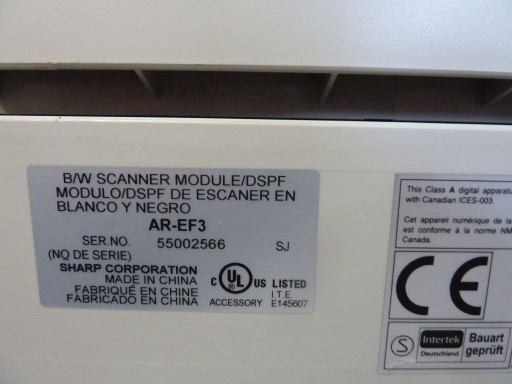 B/W SCANNER MODULE/DSPF
MODULO/DSPF DE ESCANER EN
BLANCO Y NEGRO
AR-EF3
SER.NO. 55002566 SJ
(NQ DE SERIE)
SHARP CORPORATION
MADE IN CHINA
FABRIQUÉ EN CHINE
FABRICADO EN CHINA
C UL US LISTED
I.T.E.
ACCESSORY E145607
This Class A digital apparatu
with Canadian ICES-003.
Cet appareil numérique de la
est conforme à la norme NM
Canada.
CE
S Intertek Deutschland
Bauart
geprüft